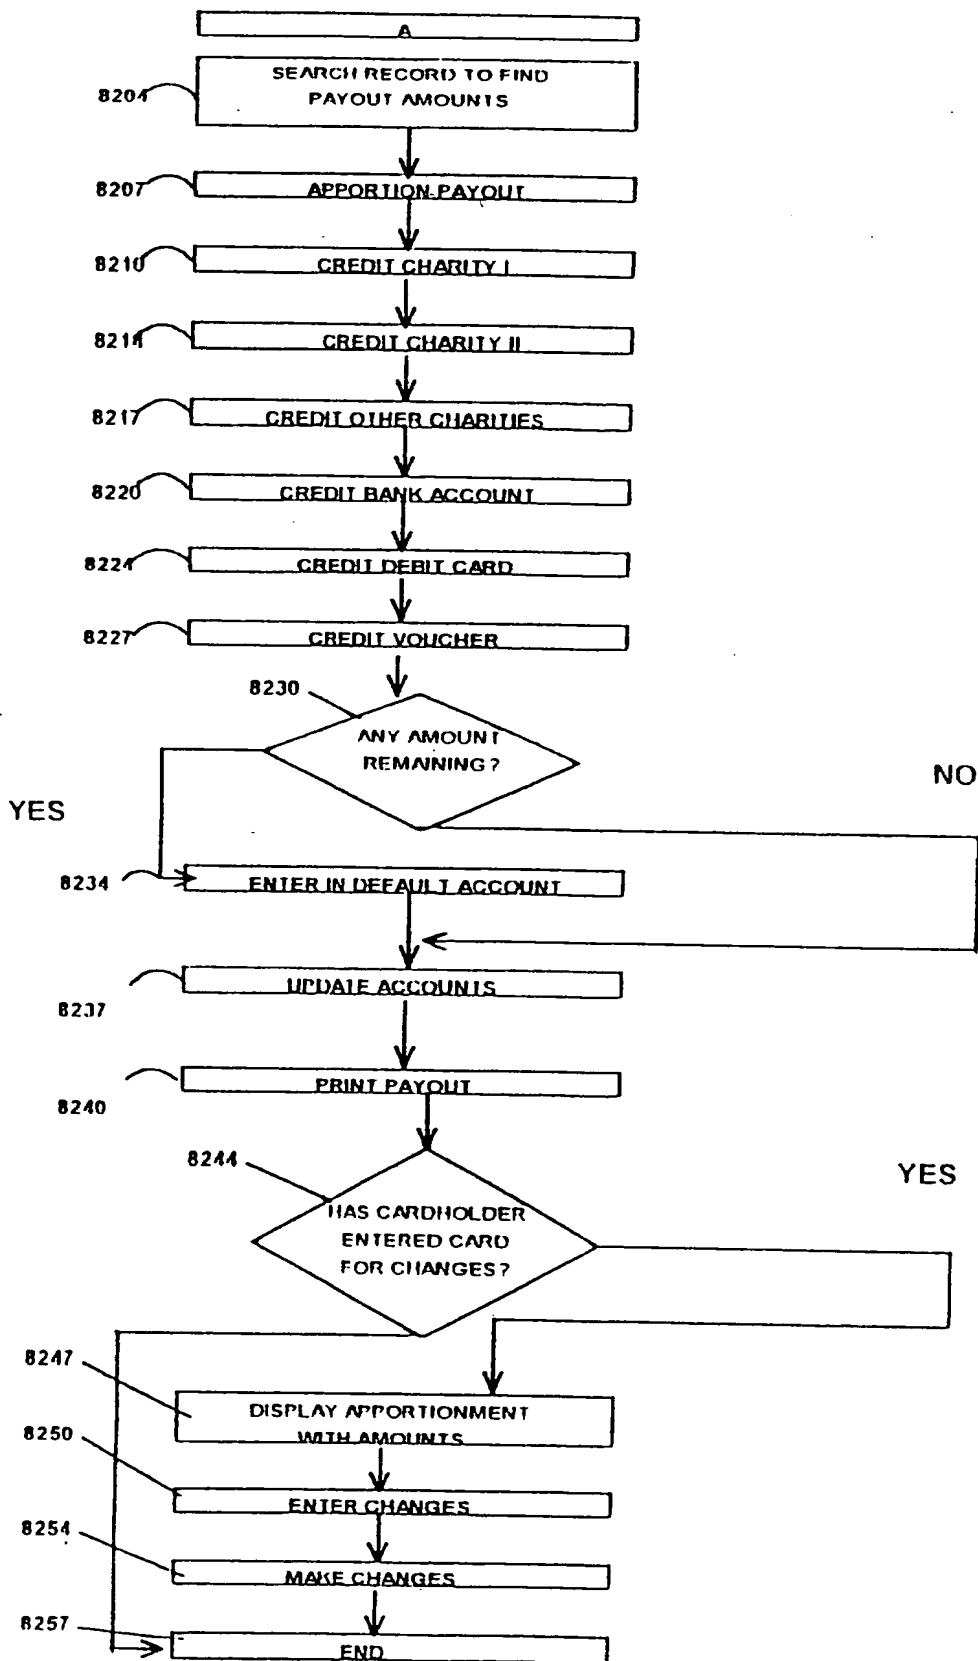 A
8204
SEARCH RECORD TO FIND
PAYOUT AMOUNTS
8207
APPORTION PAYOUT
8210
CREDIT CHARITY I
8214
CREDIT CHARITY II
8217
CREDIT OTHER CHARITIES
8220
CREDIT BANK ACCOUNT
8224
CREDIT DEBIT CARD
8227
CREDIT VOUCHER
8230
ANY AMOUNT
REMAINING?
NO
YES
8234
ENTER IN DEFAULT ACCOUNT
8237
UPDATE ACCOUNTS
8240
PRINT PAYOUT
8244
YES
HAS CARDHOLDER
ENTERED CARD
FOR CHANGES?
8247
DISPLAY APPORTIONMENT
WITH AMOUNTS
8250
ENTER CHANGES
8254
MAKE CHANGES
8257
END